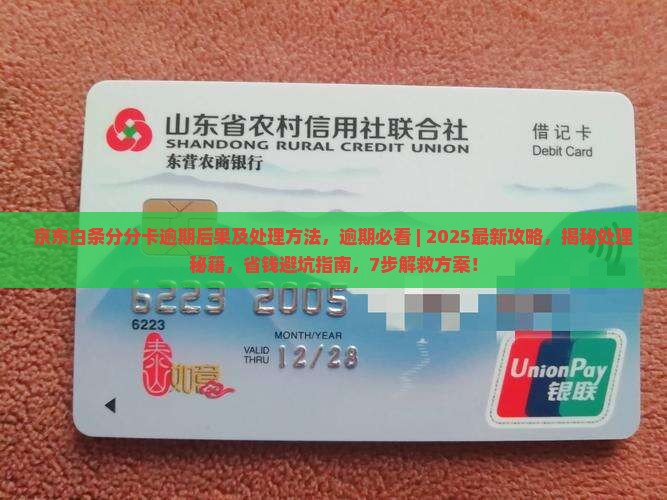 山东省农村信用社联合社
SHANDONG RURAL CREDIT UNION
东营农商银行
借记卡
Debit Card
京东白条分分卡逾期后果及处理方法，逾期必看 | 2025最新攻略，揭秘处理
秘籍，省钱避坑指南，7步解救方案！
6223 2005
6223
MONTH/YEAR
VALID
THRU
12/28
泰山如意
UnionPay
银联